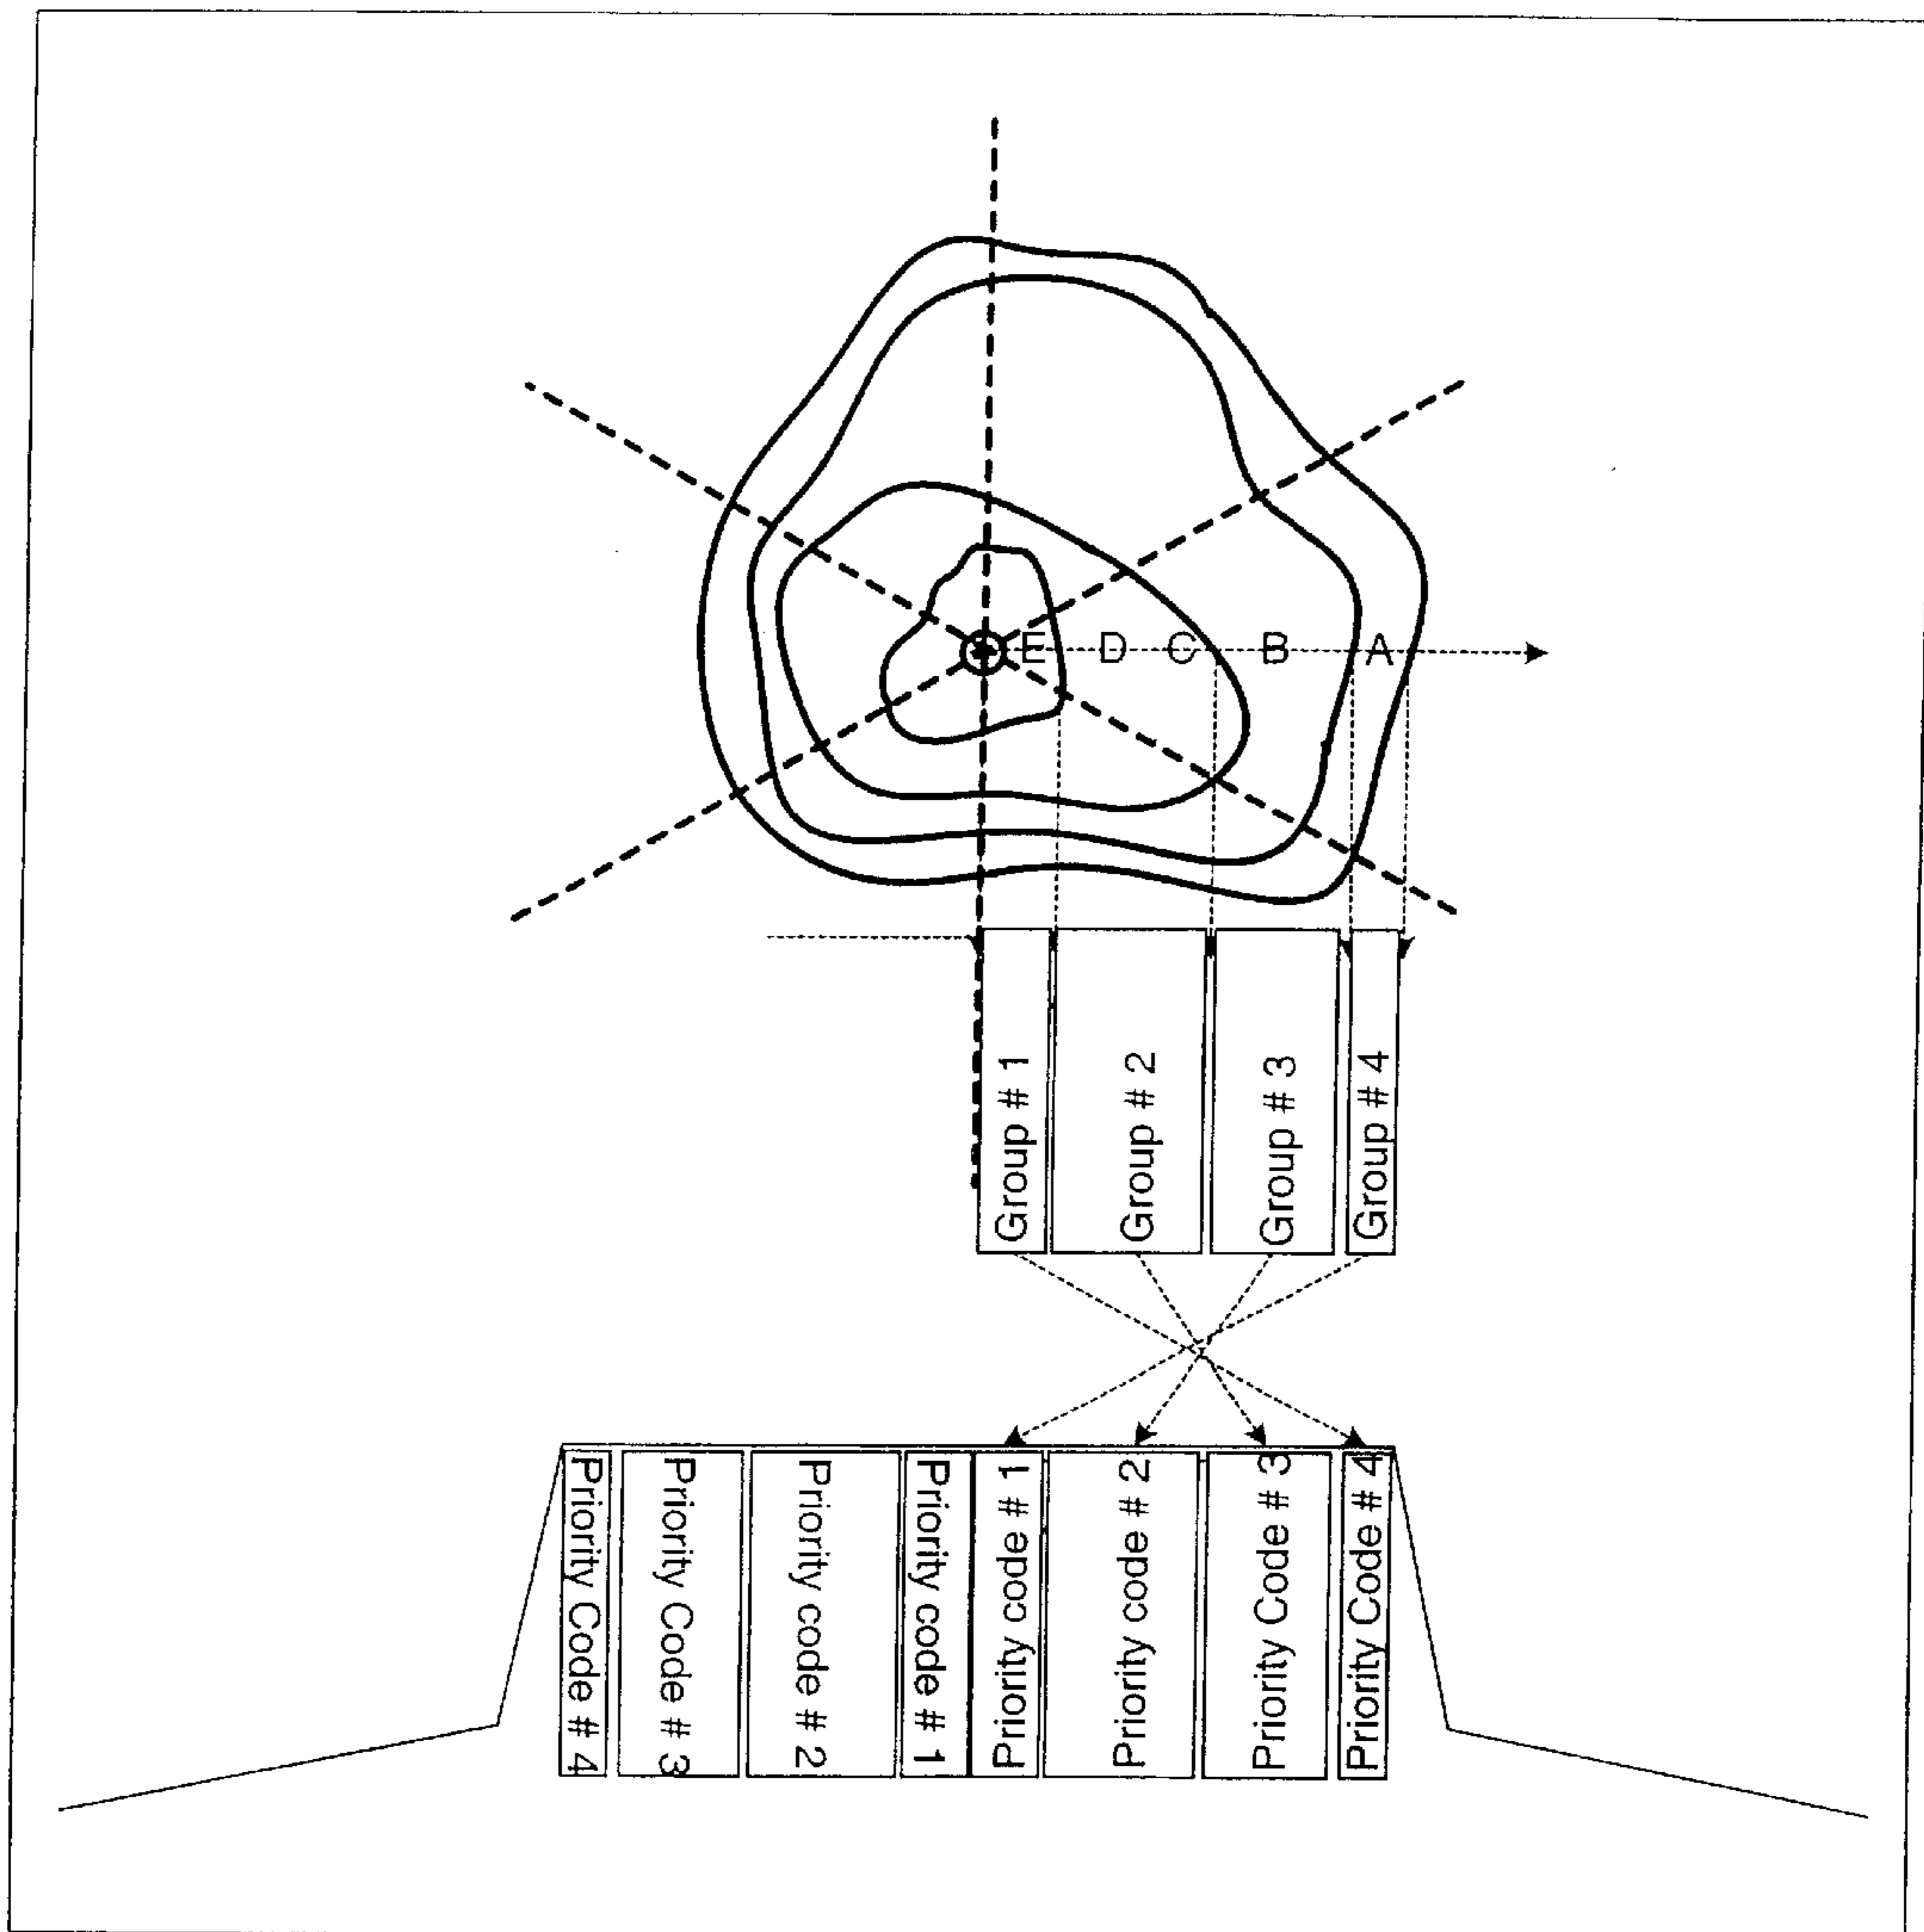 E D C B A
Group # 1
Group # 2
Group # 3
Group # 4
Priority Code # 4
Priority Code # 3
Priority code # 2
Priority code # 1
Priority code # 1
Priority code # 2
Priority Code # 3
Priority Code # 4